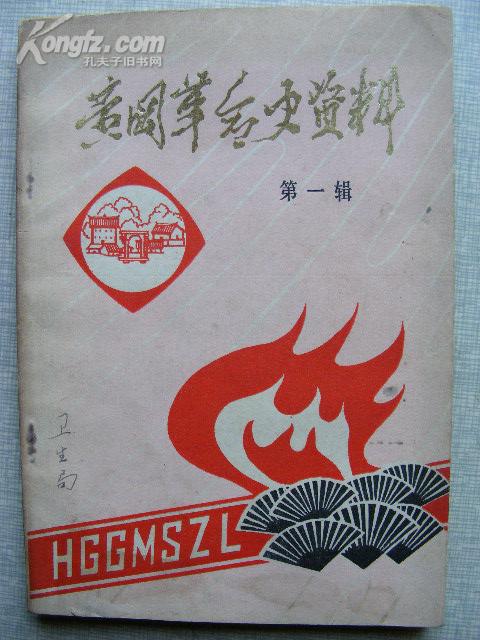 Kongfz.com
孔夫子旧书网
黄冈革命史资料
第一辑
卫生局
HGGMSZL